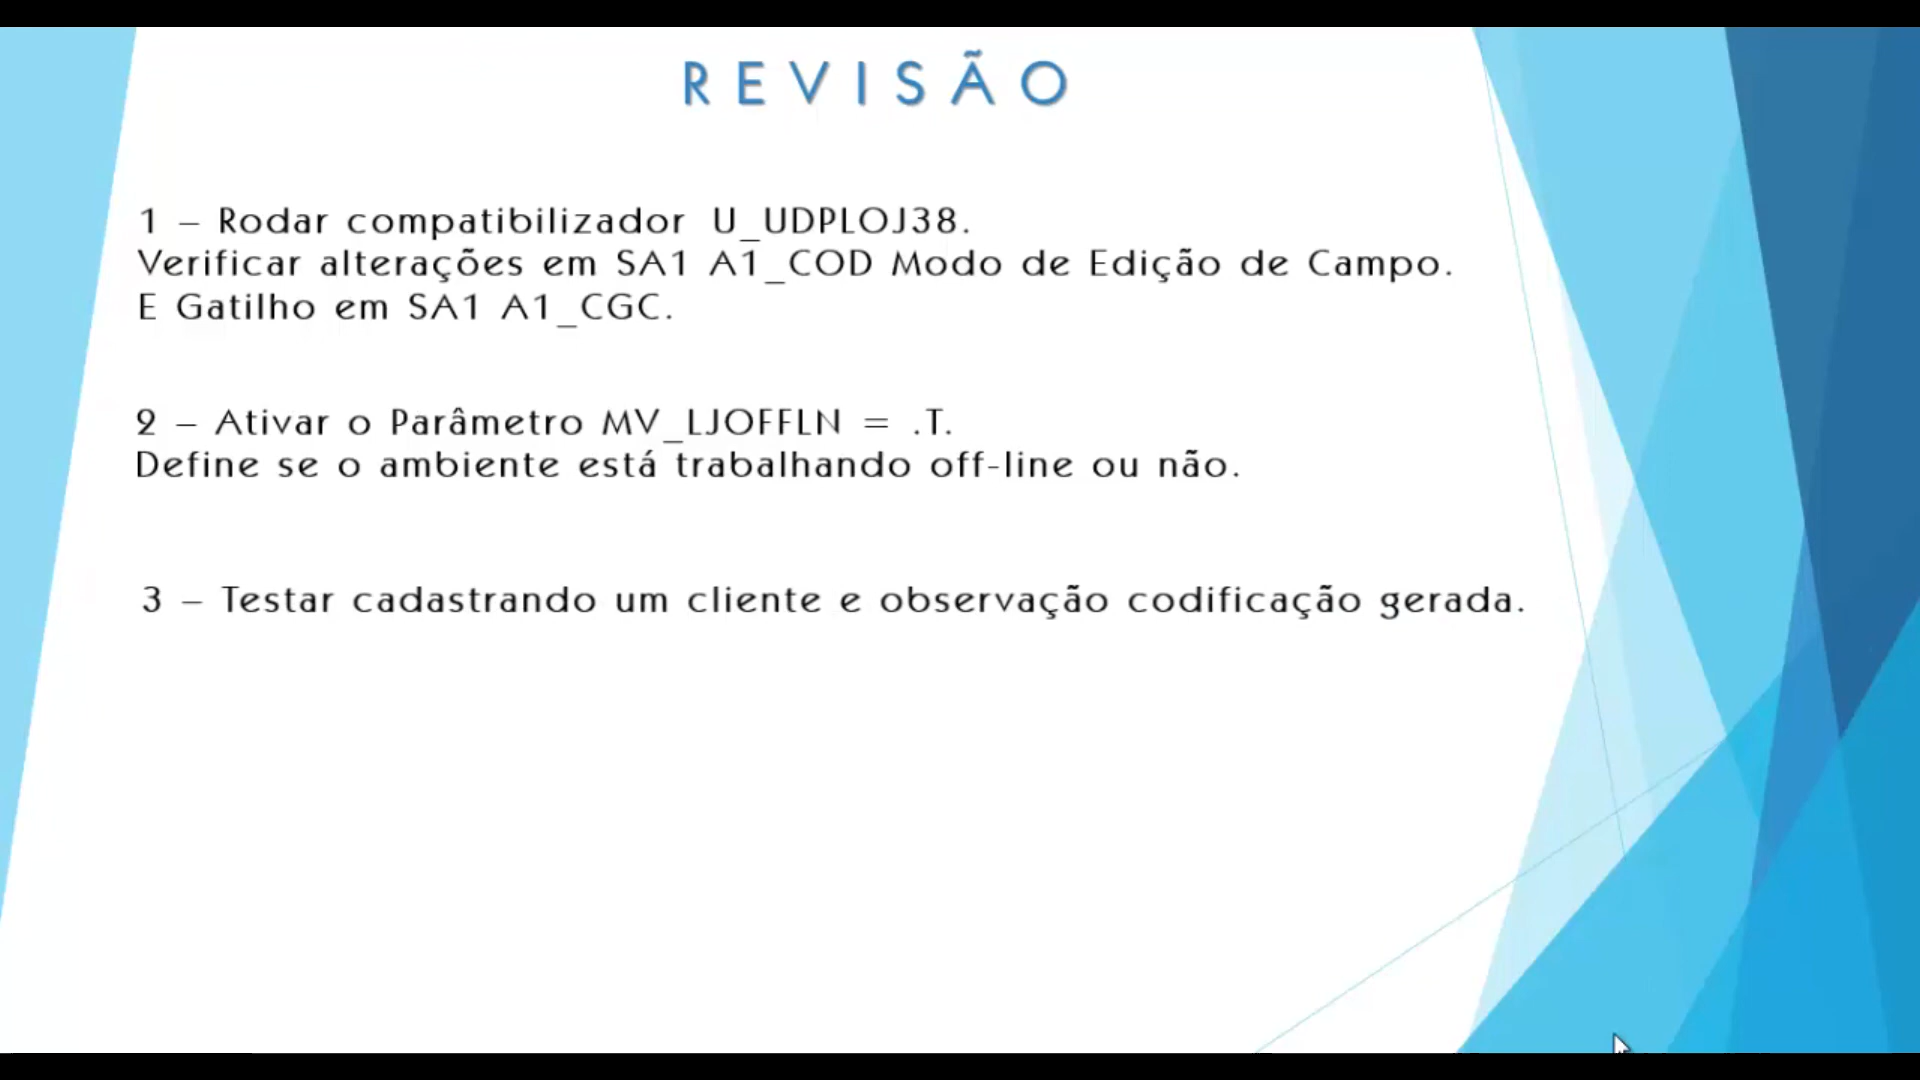 REVISÃO
1 – Rodar compatibilizador U_UDPLOJ38.
Verificar alterações em SA1 A1_COD Modo de Edição de Campo.
E Gatilho em SA1 A1_CGC.
2 – Ativar o Parâmetro MV_LJOFFLN = .T.
Define se o ambiente está trabalhando off-line ou não.
3 – Testar cadastrando um cliente e observação codificação gerada.